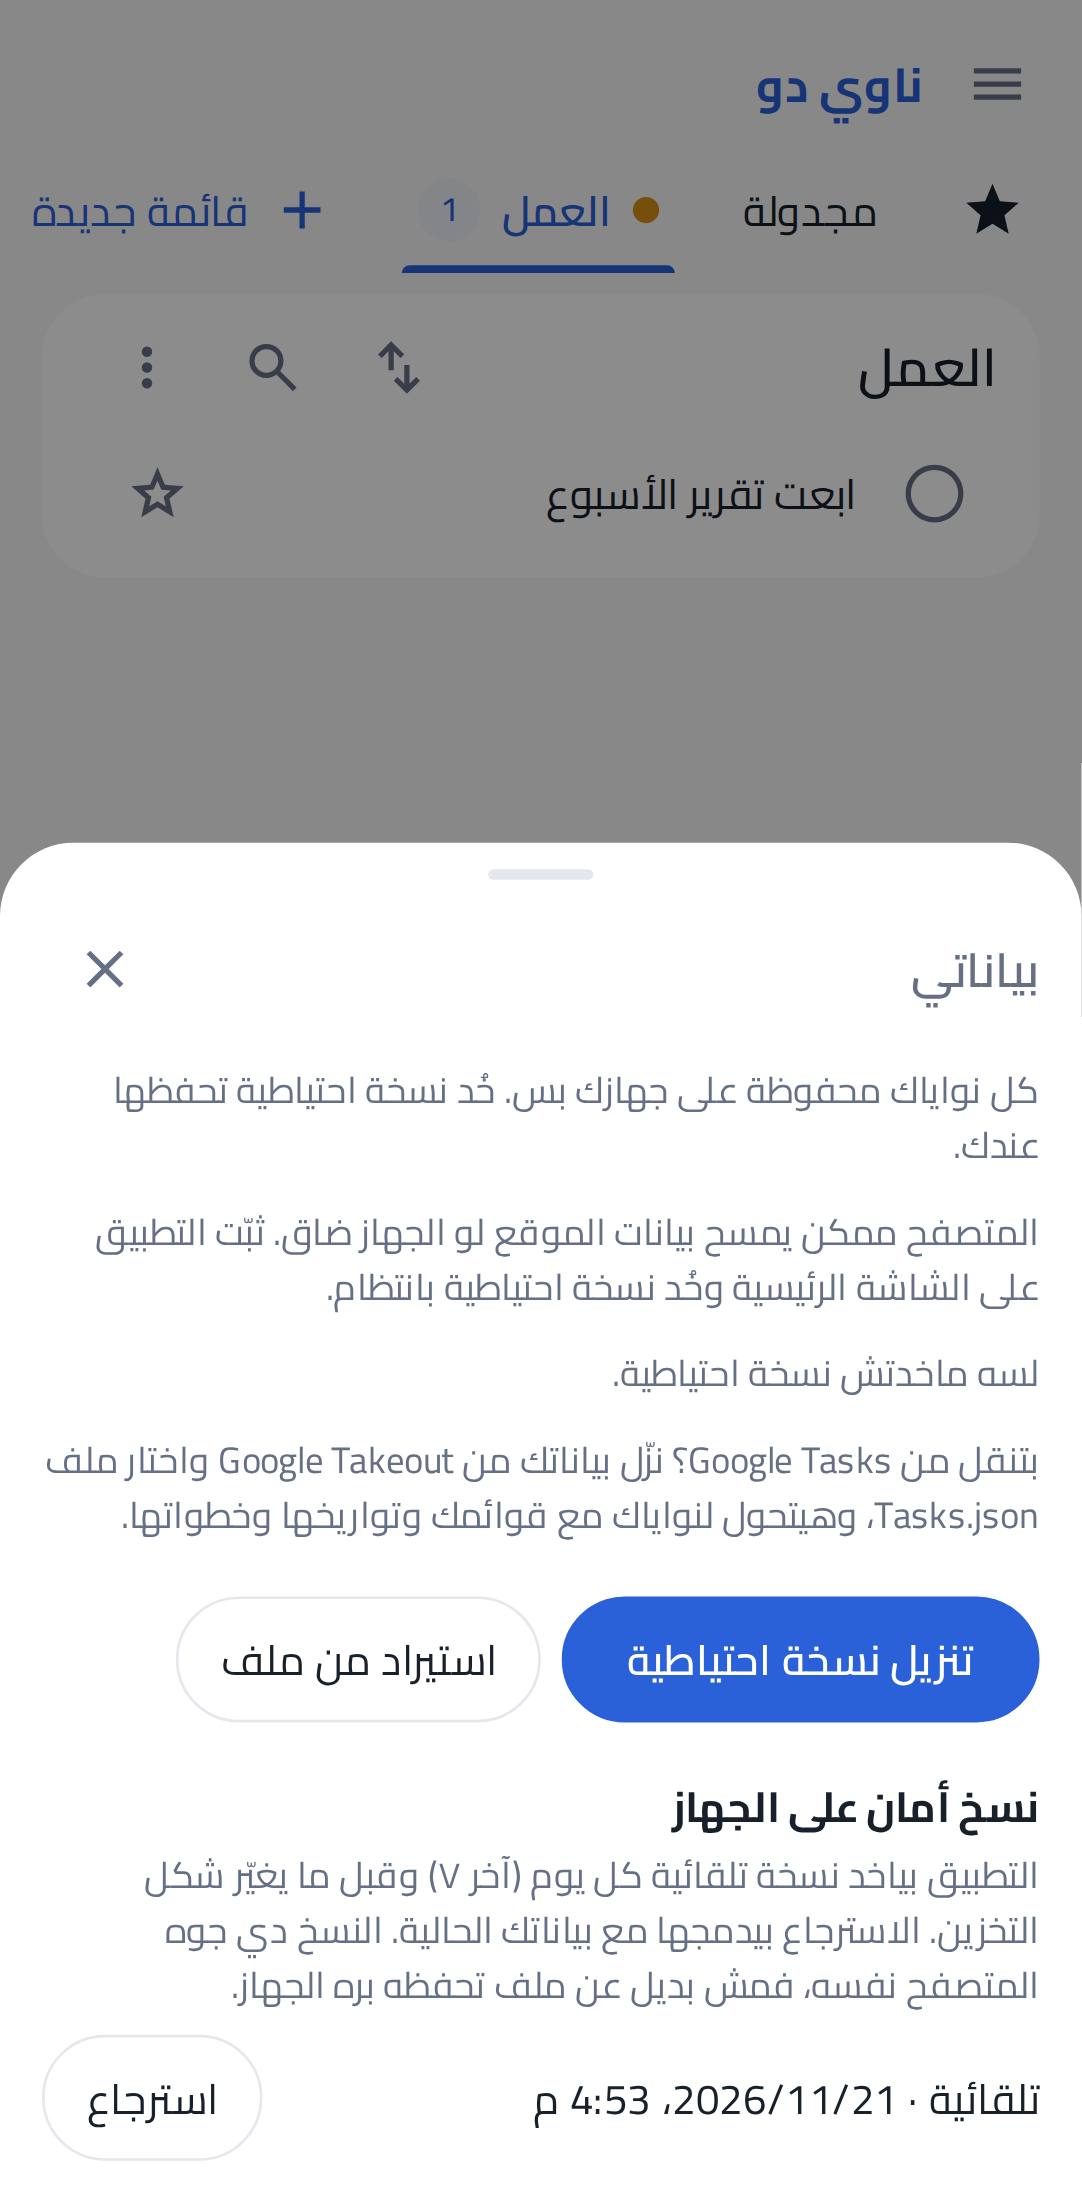 ناوي دو
مجدولة
العمل 1
قائمة جديدة
العمل
ابعت تقرير الأسبوع
بياناتي
كل نواياك محفوظة على جهازك بس. خُد نسخة احتياطية تحفظها
عندك.
المتصفح ممكن يمسح بيانات الموقع لو الجهاز ضاق. ثبّت التطبيق
على الشاشة الرئيسية وخُد نسخة احتياطية بانتظام.
لسه ماخدتش نسخة احتياطية.
بتنقل من Google Tasks؟ نزّل بياناتك من Google Takeout واختار ملف
Tasks.json، وهيتحول لنواياك مع قوائمك وتواريخها وخطواتها.
تنزيل نسخة احتياطية
استيراد من ملف
نسخ أمان على الجهاز
التطبيق بياخد نسخة تلقائية كل يوم (آخر ٧) وقبل ما يغيّر شكل
التخزين. الاسترجاع بيدمجها مع بياناتك الحالية. النسخ دي جوه
المتصفح نفسه، فمش بديل عن ملف تحفظه بره الجهاز.
تلقائية · 2026/11/21، 4:53 م
استرجاع